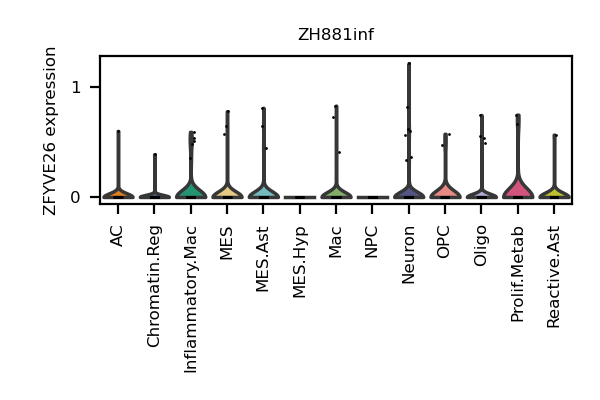 ZH881inf
ZFYVE26 expression
1
0
AC
Chromatin.Reg
Inflammatory.Mac
MES
MES.Ast
MES.Hyp
Mac
NPC
Neuron
OPC
Oligo
Prolif.Metab
Reactive.Ast